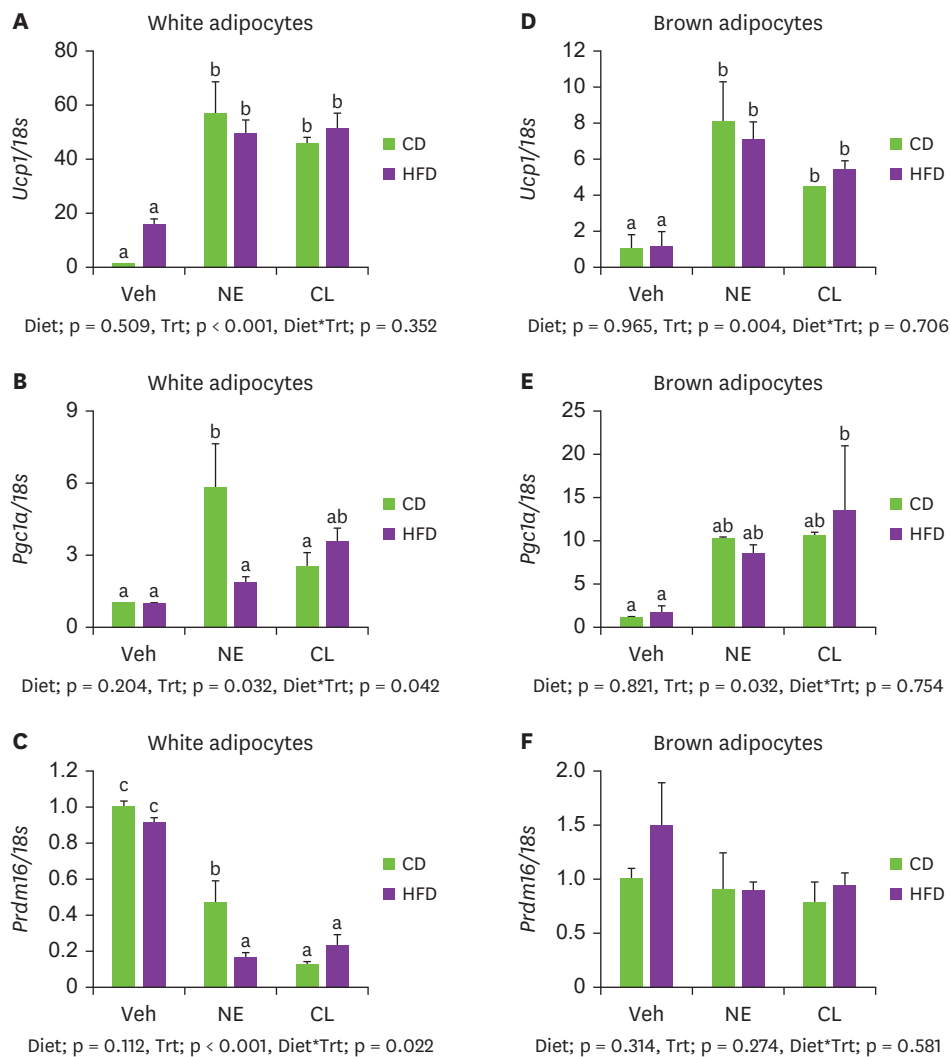 A White adipocytes
80
60
40
20
0
Ucp1/18s
a
a
b
b
b
b
CD
HFD
Veh NE CL
Diet; p = 0.509, Trt; p < 0.001, Diet*Trt; p = 0.352
D Brown adipocytes
12
10
8
6
4
2
0
Ucp1/18s
a
a
b
b
b
b
CD
HFD
Veh NE CL
Diet; p = 0.965, Trt; p = 0.004, Diet*Trt; p = 0.706
B White adipocytes
9
6
3
0
Pgc1a/18s
a
a
b
a
a
ab
CD
HFD
Veh NE CL
Diet; p = 0.204, Trt; p = 0.032, Diet*Trt; p = 0.042
E Brown adipocytes
25
20
15
10
5
0
Pgc1a/18s
a
a
ab
ab
ab
b
CD
HFD
Veh NE CL
Diet; p = 0.821, Trt; p = 0.032, Diet*Trt; p = 0.754
C White adipocytes
1.2
1.0
0.8
0.6
0.4
0.2
0
Prdm16/18s
c
c
b
a
a
a
CD
HFD
Veh NE CL
Diet; p = 0.112, Trt; p < 0.001, Diet*Trt; p = 0.022
F Brown adipocytes
2.0
1.5
1.0
0.5
0
Prdm16/18s
CD
HFD
Veh NE CL
Diet; p = 0.314, Trt; p = 0.274, Diet*Trt; p = 0.581